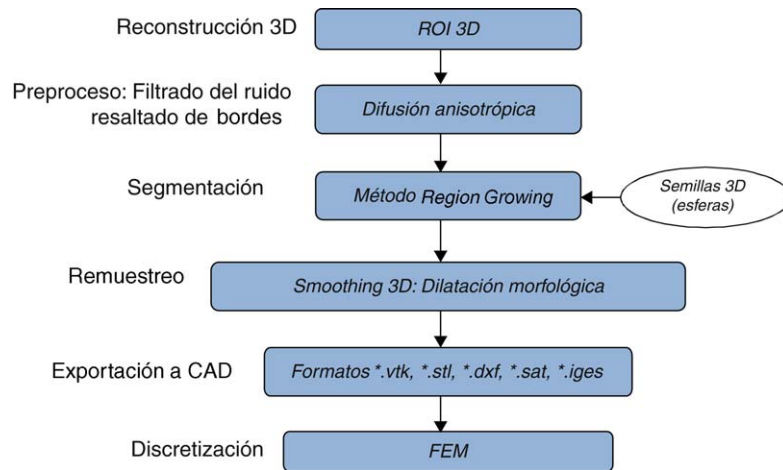 Reconstrucción 3D
ROI 3D
Preproceso: Filtrado del ruido
resaltado de bordes
Difusión anisotrópica
Segmentación
Método Region Growing
Semillas 3D
(esferas)
Remuestreo
Smoothing 3D: Dilatación morfológica
Exportación a CAD
Formatos *.vtk, *.stl, *.dxf, *.sat, *.iges
Discretización
FEM